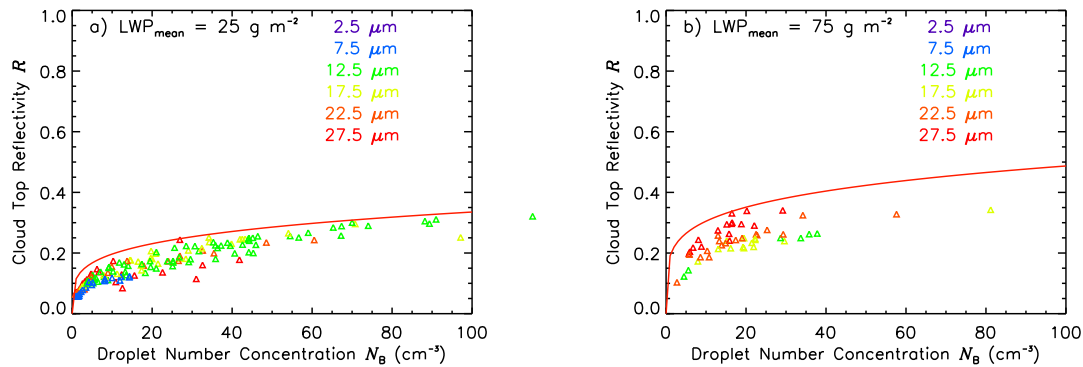 a) LWPmean = 25 g m⁻²
2.5 μm
7.5 μm
12.5 μm
17.5 μm
22.5 μm
27.5 μm
Cloud Top Reflectivity R
1.0
0.8
0.6
0.4
0.2
0.0
0 20 40 60 80 100
Droplet Number Concentration NB (cm⁻³)
b) LWPmean = 75 g m⁻²
2.5 μm
7.5 μm
12.5 μm
17.5 μm
22.5 μm
27.5 μm
Cloud Top Reflectivity R
1.0
0.8
0.6
0.4
0.2
0.0
0 20 40 60 80 100
Droplet Number Concentration NB (cm⁻³)